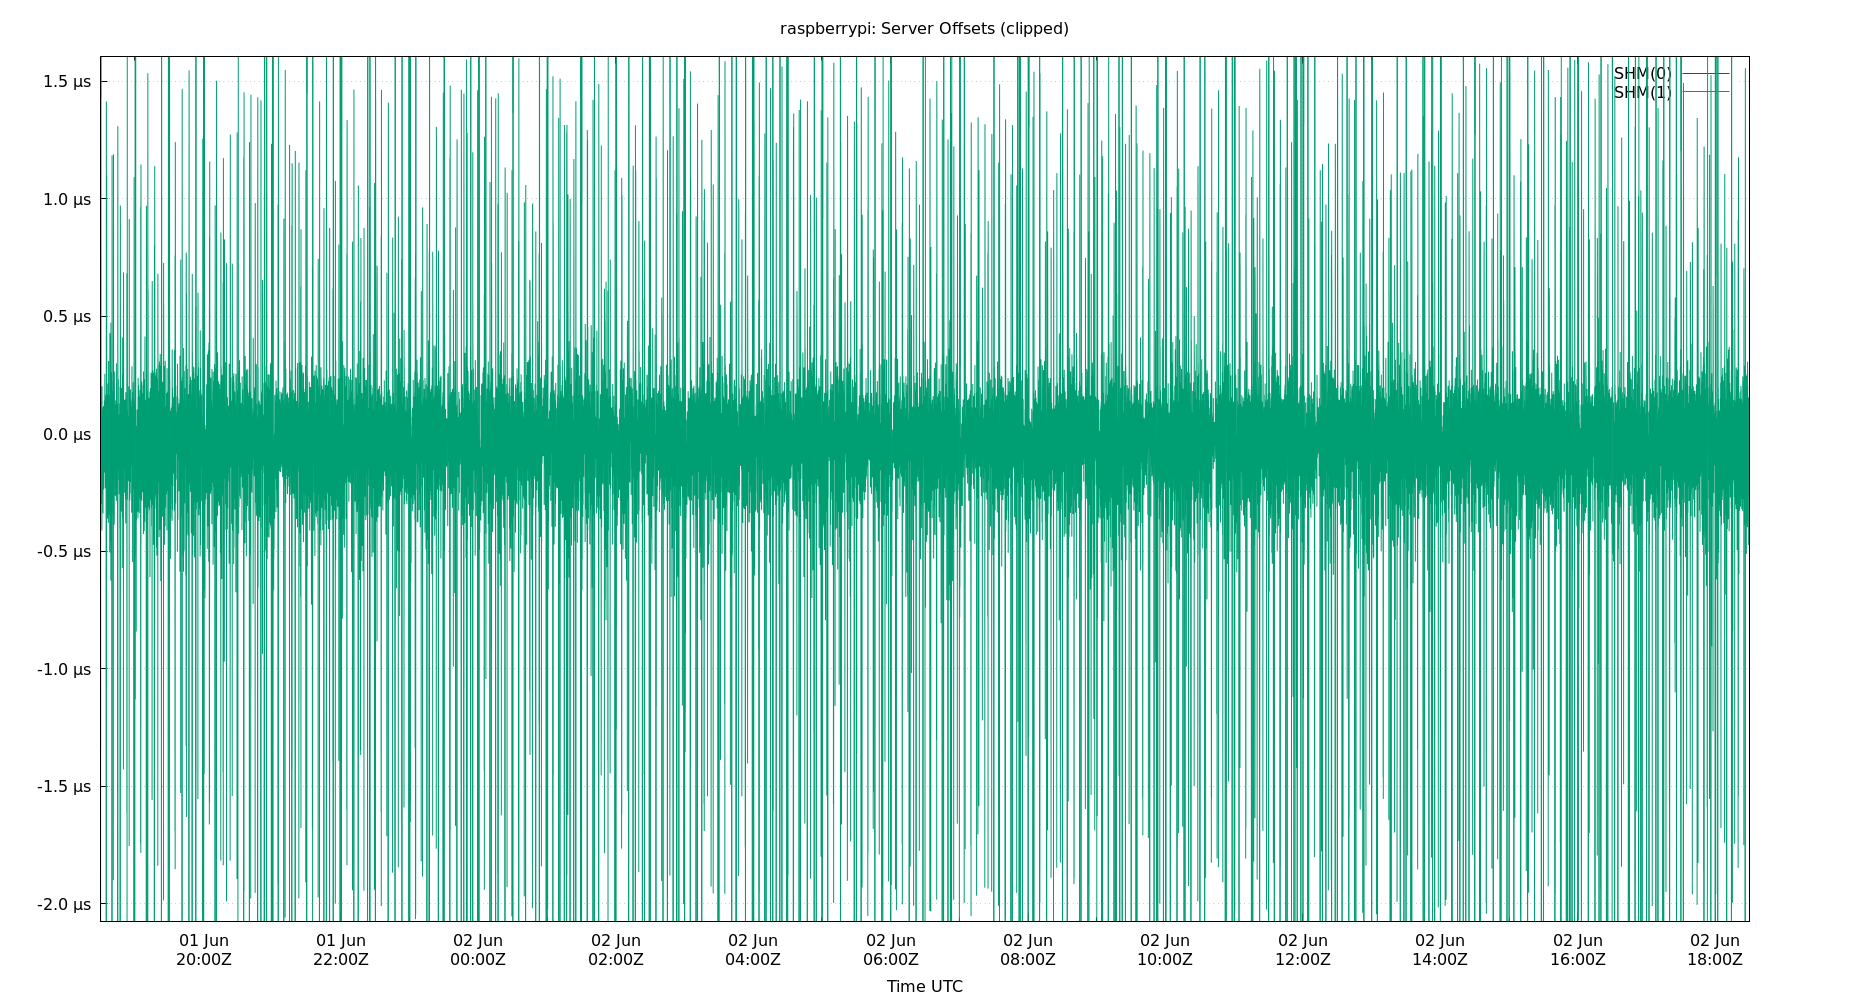 raspberrypi: Server Offsets (clipped)
SHM(0)
SHM(1)
1.5 µs
1.0 µs
0.5 µs
0.0 µs
-0.5 µs
-1.0 µs
-1.5 µs
-2.0 µs
01 Jun 01 Jun 02 Jun 02 Jun 02 Jun 02 Jun 02 Jun 02 Jun 02 Jun 02 Jun 02 Jun 02 Jun
20:00Z 22:00Z 00:00Z 02:00Z 04:00Z 06:00Z 08:00Z 10:00Z 12:00Z 14:00Z 16:00Z 18:00Z
Time UTC